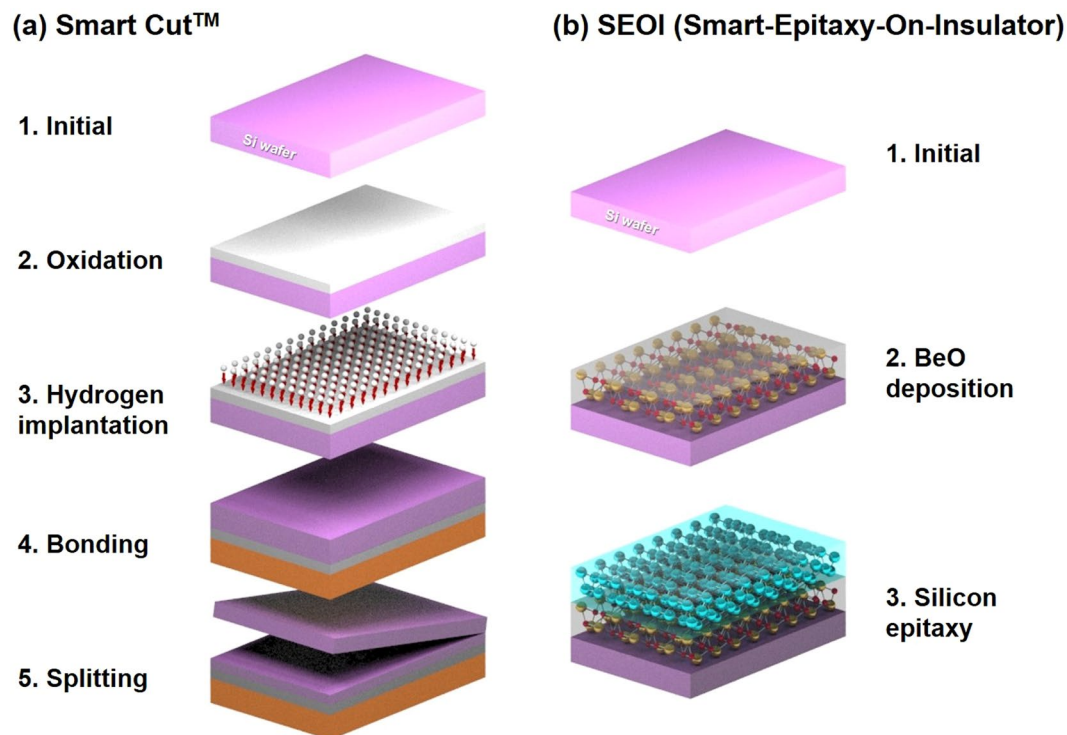 (a) Smart Cut™
1. Initial
Si wafer
2. Oxidation
3. Hydrogen
implantation
4. Bonding
5. Splitting
(b) SEOI (Smart-Epitaxy-On-Insulator)
1. Initial
Si wafer
2. BeO
deposition
3. Silicon
epitaxy